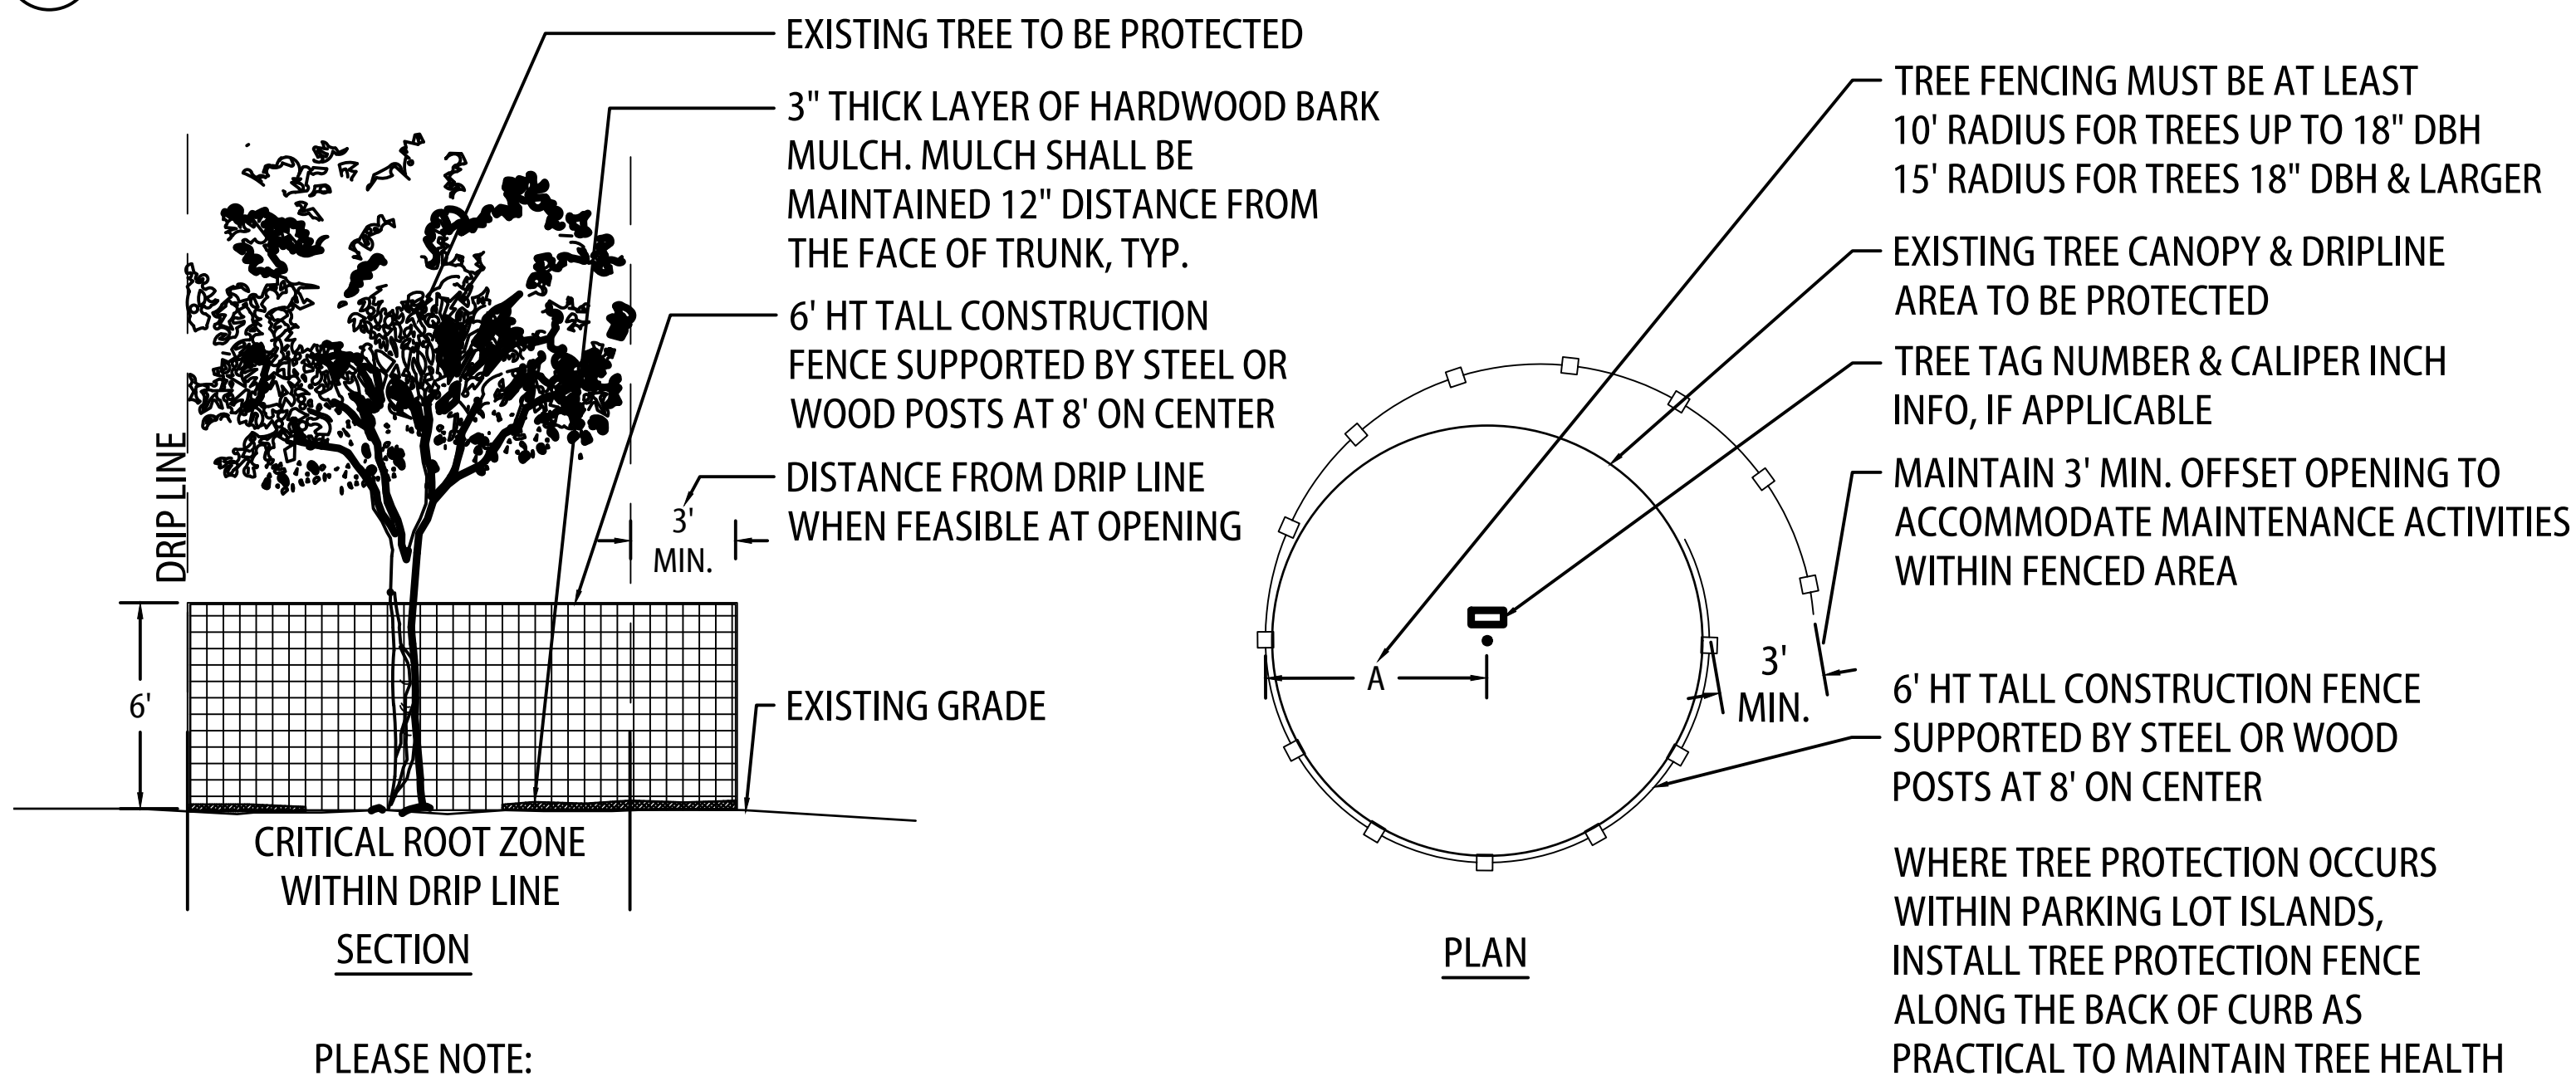 EXISTING TREE TO BE PROTECTED
3" THICK LAYER OF HARDWOOD BARK
MULCH. MULCH SHALL BE
MAINTAINED 12" DISTANCE FROM
THE FACE OF TRUNK, TYP.
6' HT TALL CONSTRUCTION
FENCE SUPPORTED BY STEEL OR
WOOD POSTS AT 8' ON CENTER
DISTANCE FROM DRIP LINE
WHEN FEASIBLE AT OPENING
3'
MIN.
DRIP LINE
6'
EXISTING GRADE
CRITICAL ROOT ZONE
WITHIN DRIP LINE
SECTION
PLEASE NOTE:
TREE FENCING MUST BE AT LEAST
10' RADIUS FOR TREES UP TO 18" DBH
15' RADIUS FOR TREES 18" DBH & LARGER
EXISTING TREE CANOPY & DRIPLINE
AREA TO BE PROTECTED
TREE TAG NUMBER & CALIPER INCH
INFO, IF APPLICABLE
MAINTAIN 3' MIN. OFFSET OPENING TO
ACCOMMODATE MAINTENANCE ACTIVITIES
WITHIN FENCED AREA
A
3'
MIN.
6' HT TALL CONSTRUCTION FENCE
SUPPORTED BY STEEL OR WOOD
POSTS AT 8' ON CENTER
WHERE TREE PROTECTION OCCURS
WITHIN PARKING LOT ISLANDS,
INSTALL TREE PROTECTION FENCE
ALONG THE BACK OF CURB AS
PRACTICAL TO MAINTAIN TREE HEALTH
PLAN